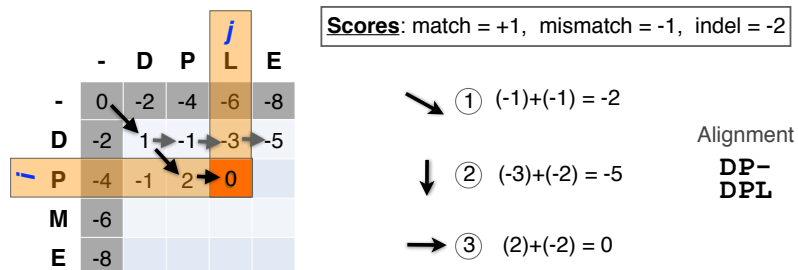 Scores: match = +1, mismatch = -1, indel = -2
j
- D P L E
- 0 -2 -4 -6 -8
D -2 1 -1 -3 -5
i P -4 -1 2 0
M -6
E -8
1 (-1)+(-1) = -2
2 (-3)+(-2) = -5
3 (2)+(-2) = 0
Alignment
DP-
DPL